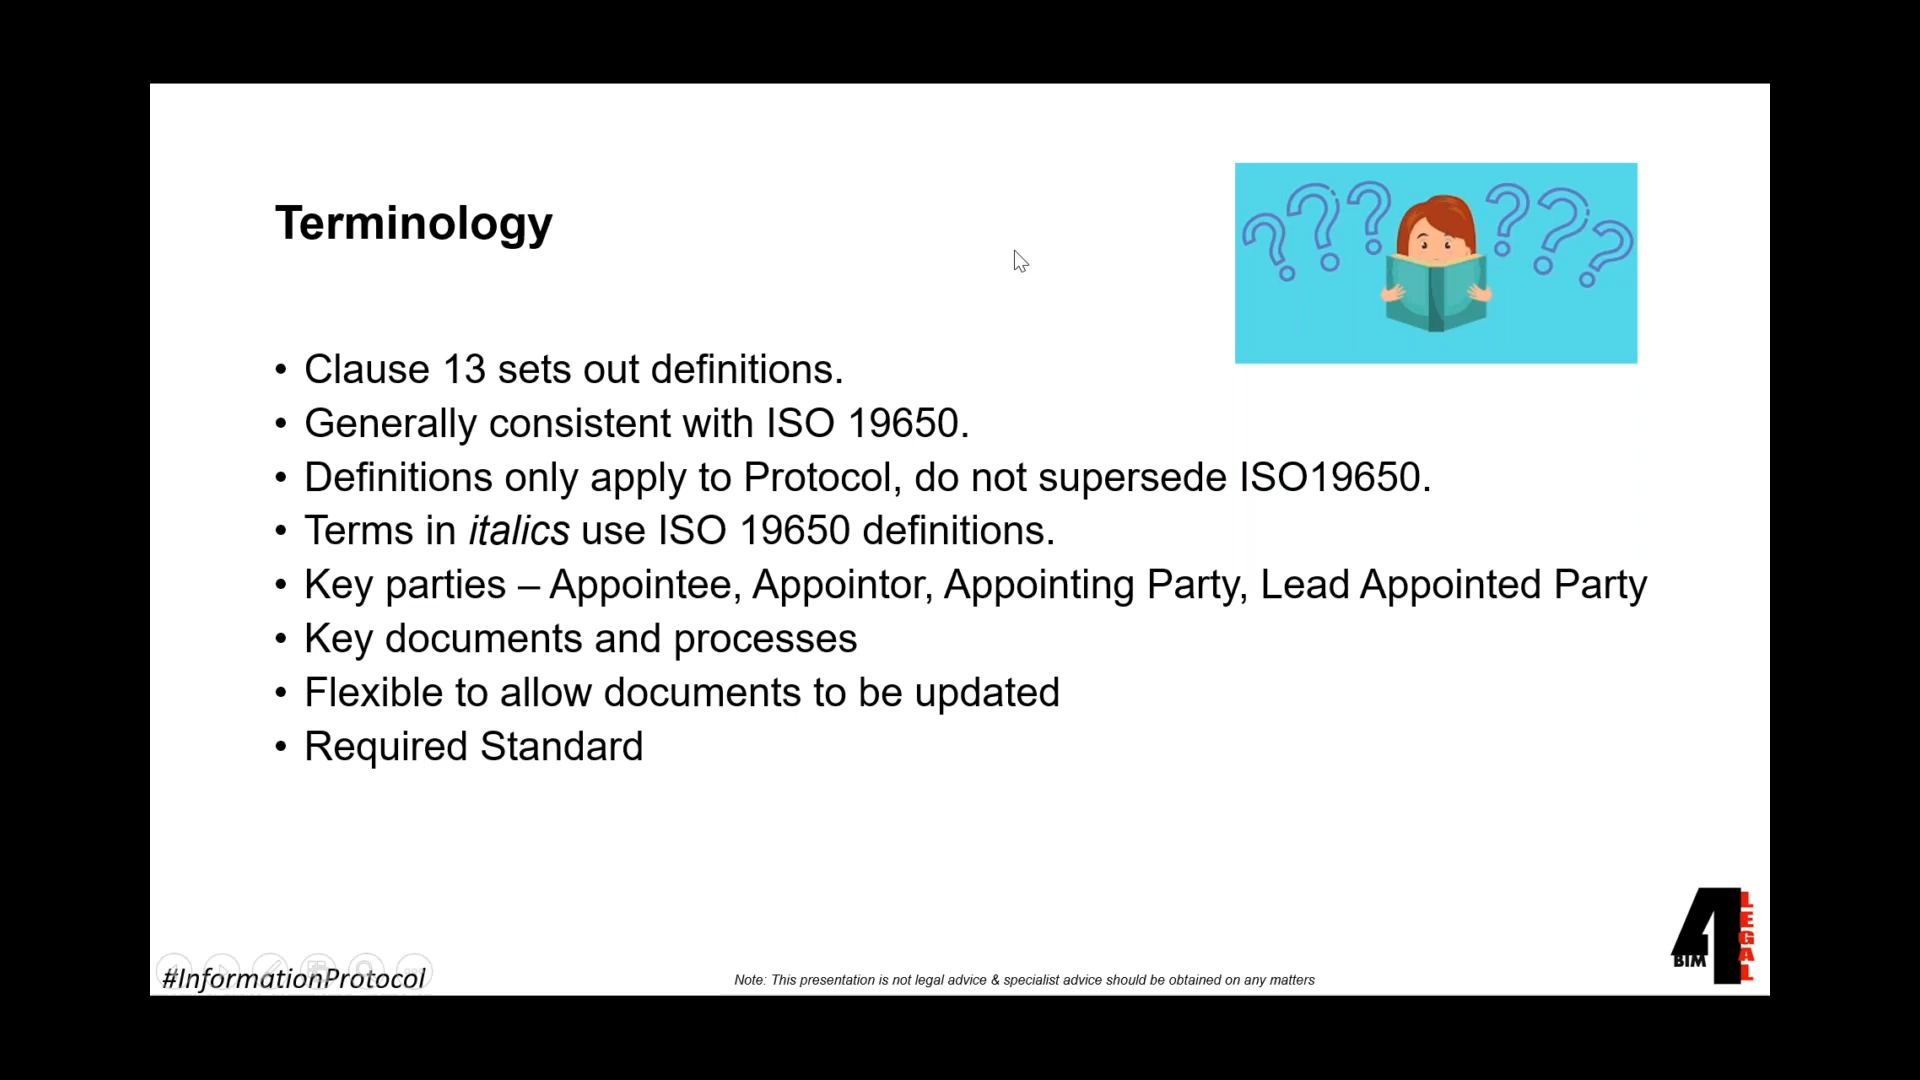 Terminology
• Clause 13 sets out definitions.
• Generally consistent with ISO 19650.
• Definitions only apply to Protocol, do not supersede ISO19650.
• Terms in italics use ISO 19650 definitions.
• Key parties – Appointee, Appointor, Appointing Party, Lead Appointed Party
• Key documents and processes
• Flexible to allow documents to be updated
• Required Standard
#InformationProtocol
Note: This presentation is not legal advice & specialist advice should be obtained on any matters
BIM 4 LEGAL